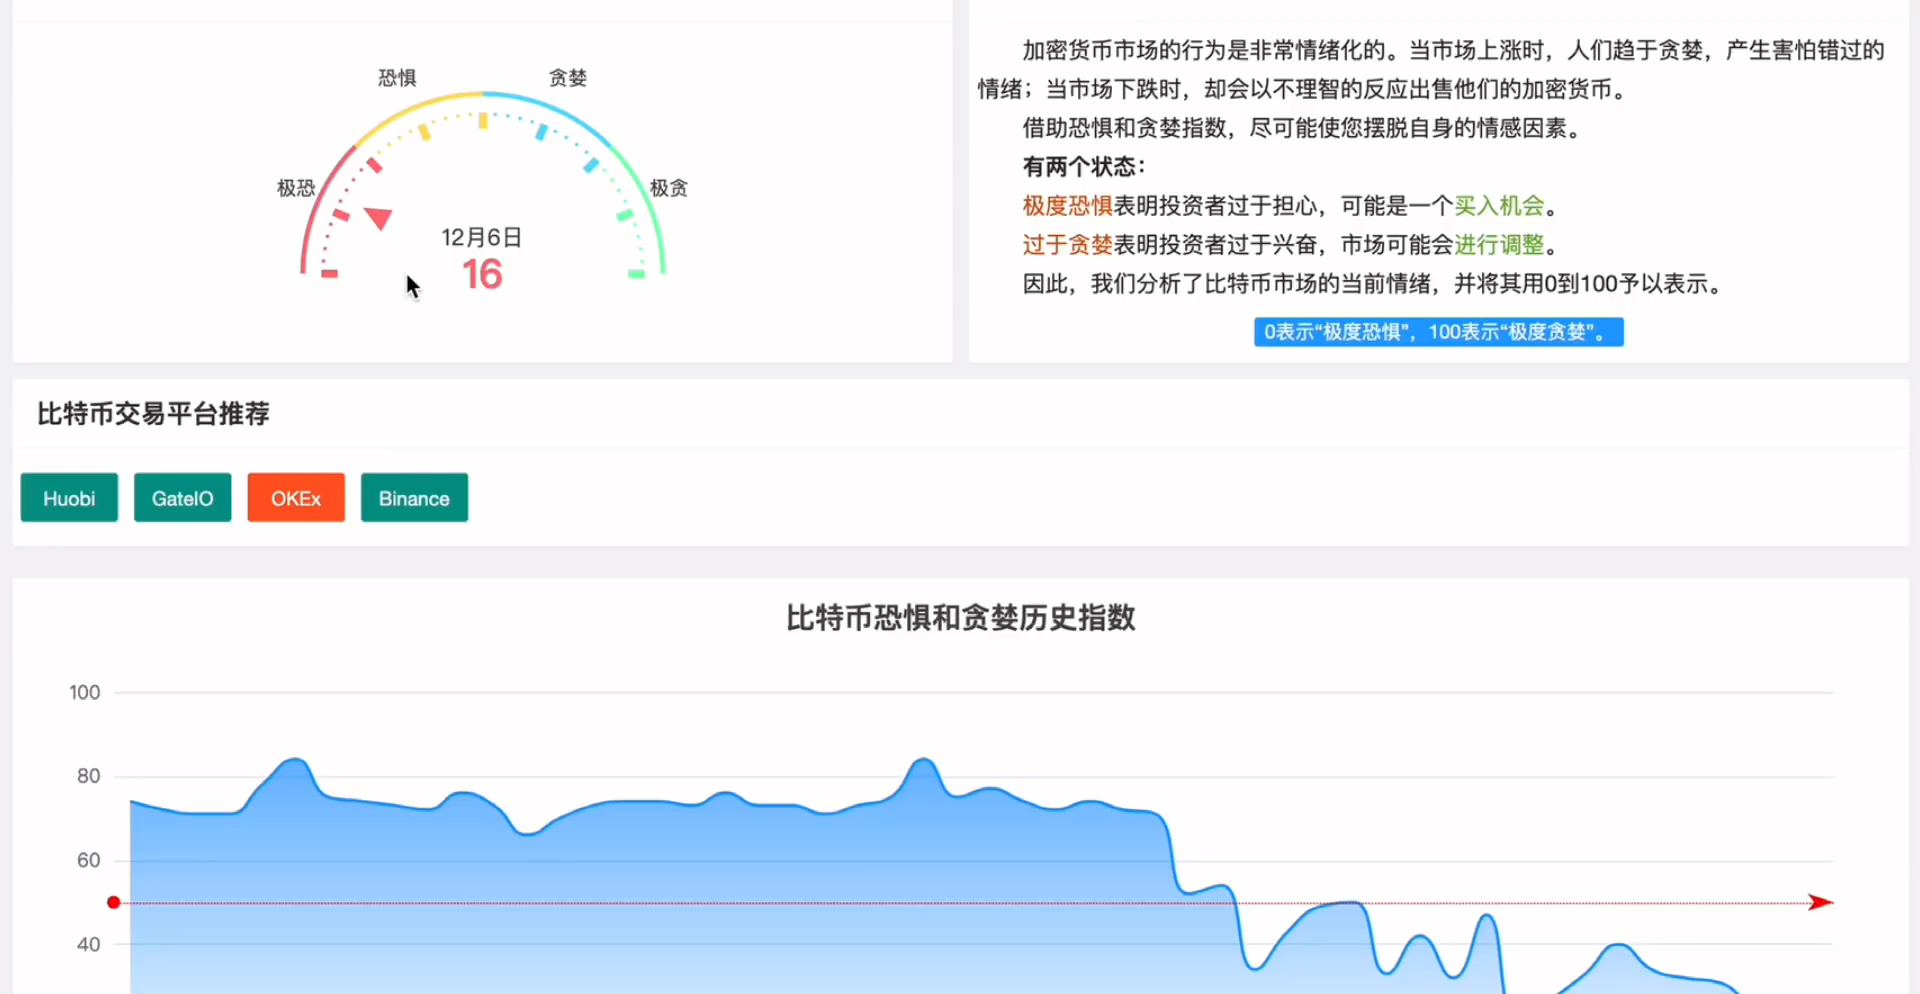 恐惧
贪婪
极恐
极贪
12月6日
16
加密货币市场的行为是非常情绪化的。当市场上涨时，人们趋于贪婪，产生害怕错过的
情绪；当市场下跌时，却会以不理智的反应出售他们的加密货币。
借助恐惧和贪婪指数，尽可能使您摆脱自身的情感因素。
有两个状态：
极度恐惧表明投资者过于担心，可能是一个买入机会。
过于贪婪表明投资者过于兴奋，市场可能会进行调整。
因此，我们分析了比特币市场的当前情绪，并将其用0到100予以表示。
0表示“极度恐惧”，100表示“极度贪婪”。
比特币交易平台推荐
Huobi
GateIO
OKEx
Binance
比特币恐惧和贪婪历史指数
100
80
60
40